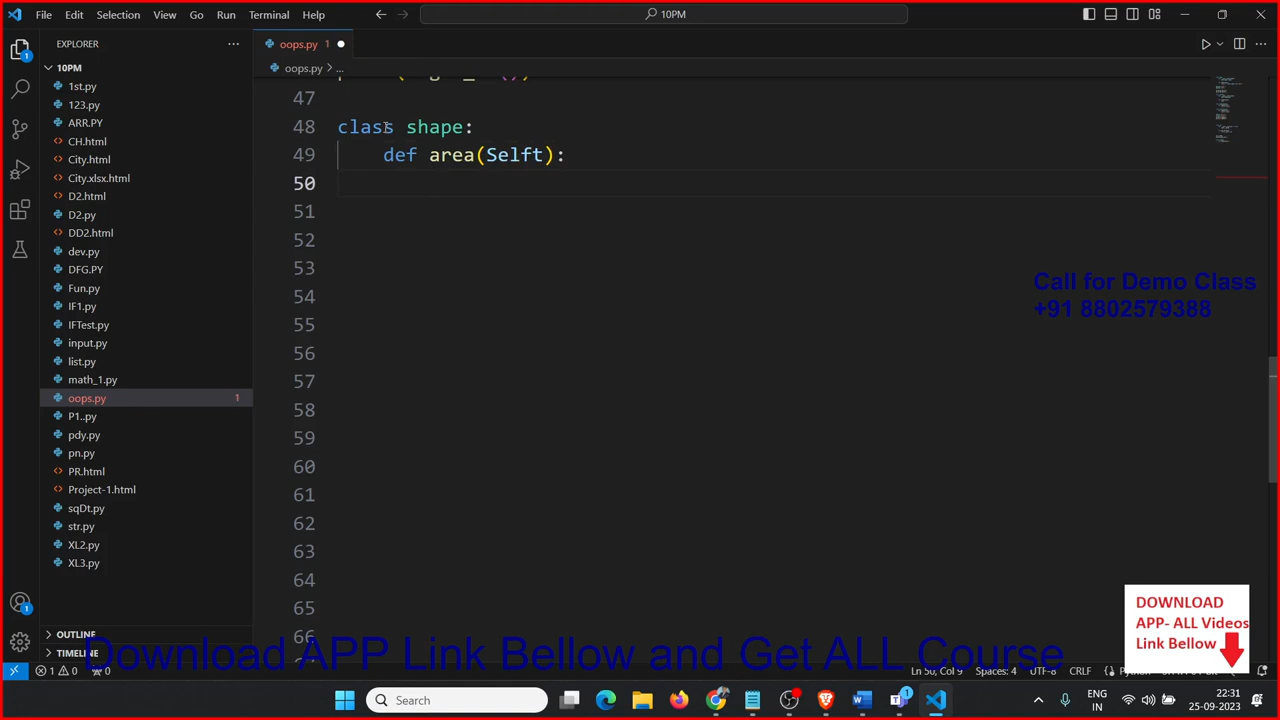 File Edit Selection View Go Run Terminal Help
10PM
EXPLORER
oops.py 1
10PM
oops.py > ...
1st.py
123.py
ARR.PY
CH.html
City.html
City.xlsx.html
D2.html
D2.py
DD2.html
dev.py
DFG.PY
Fun.py
IF1.py
IFTest.py
input.py
list.py
math_1.py
oops.py 1
P1..py
pdy.py
pn.py
PR.html
Project-1.html
sqDt.py
str.py
XL2.py
XL3.py
OUTLINE
TIMELINE
47
48 class shape:
49 def area(Selft):
50
51
52
53
54
55
56
57
58
59
60
61
62
63
64
65
66
Call for Demo Class
+91 8802579388
DOWNLOAD
APP- ALL Videos
Link Bellow
Download APP Link Bellow and Get ALL Course
1 0 0
Ln 50, Col 9 Spaces: 4 UTF-8 CRLF
Search
ENG
IN
22:31
25-09-2023